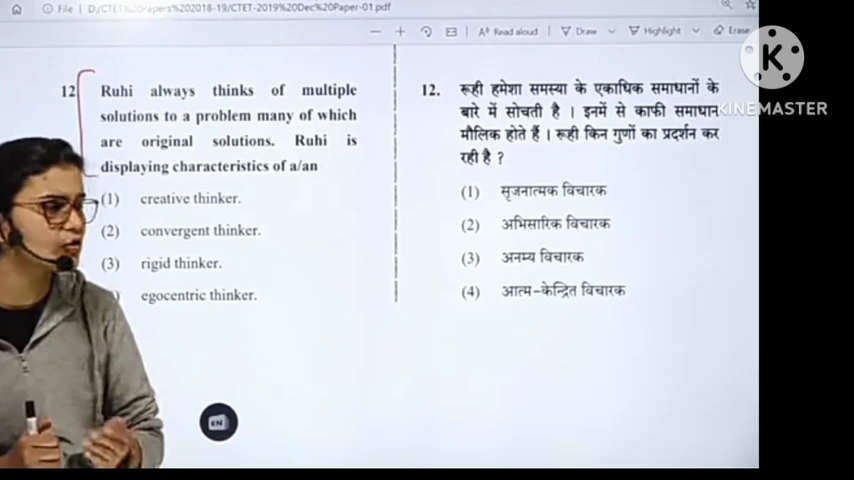 File | D:/CTET%20Papers%202018-19/CTET-2019%20Dec%20Paper-01.pdf
Read aloud
Draw
Highlight
Erase
K
KINEMASTER
12
Ruhi always thinks of multiple
solutions to a problem many of which
are original solutions. Ruhi is
displaying characteristics of a/an
(1) creative thinker.
(2) convergent thinker.
(3) rigid thinker.
egocentric thinker.
12. रूही हमेशा समस्या के एकाधिक समाधानों के
बारे में सोचती है । इनमें से काफी समाधान
मौलिक होते हैं । रूही किन गुणों का प्रदर्शन कर
रही है ?
(1) सृजनात्मक विचारक
(2) अभिसारिक विचारक
(3) अनम्य विचारक
(4) आत्म-केन्द्रित विचारक
EN